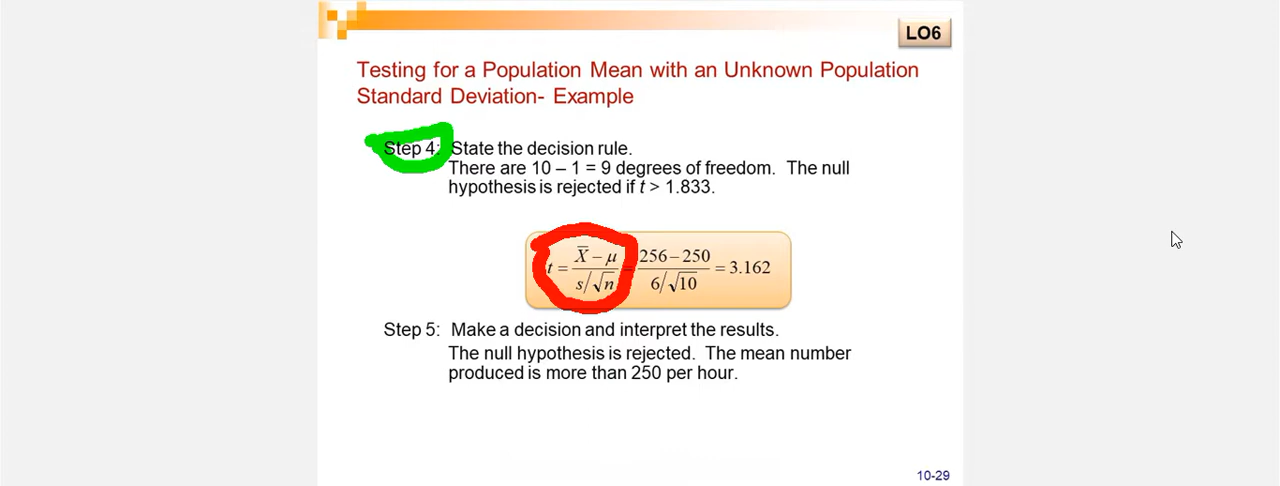 LO6
Testing for a Population Mean with an Unknown Population
Standard Deviation- Example
Step 4: State the decision rule.
There are 10 – 1 = 9 degrees of freedom. The null
hypothesis is rejected if t > 1.833.
t = (X̅ – μ)/(s/√n) = (256 – 250)/(6/√10) = 3.162
Step 5: Make a decision and interpret the results.
The null hypothesis is rejected. The mean number
produced is more than 250 per hour.
10-29